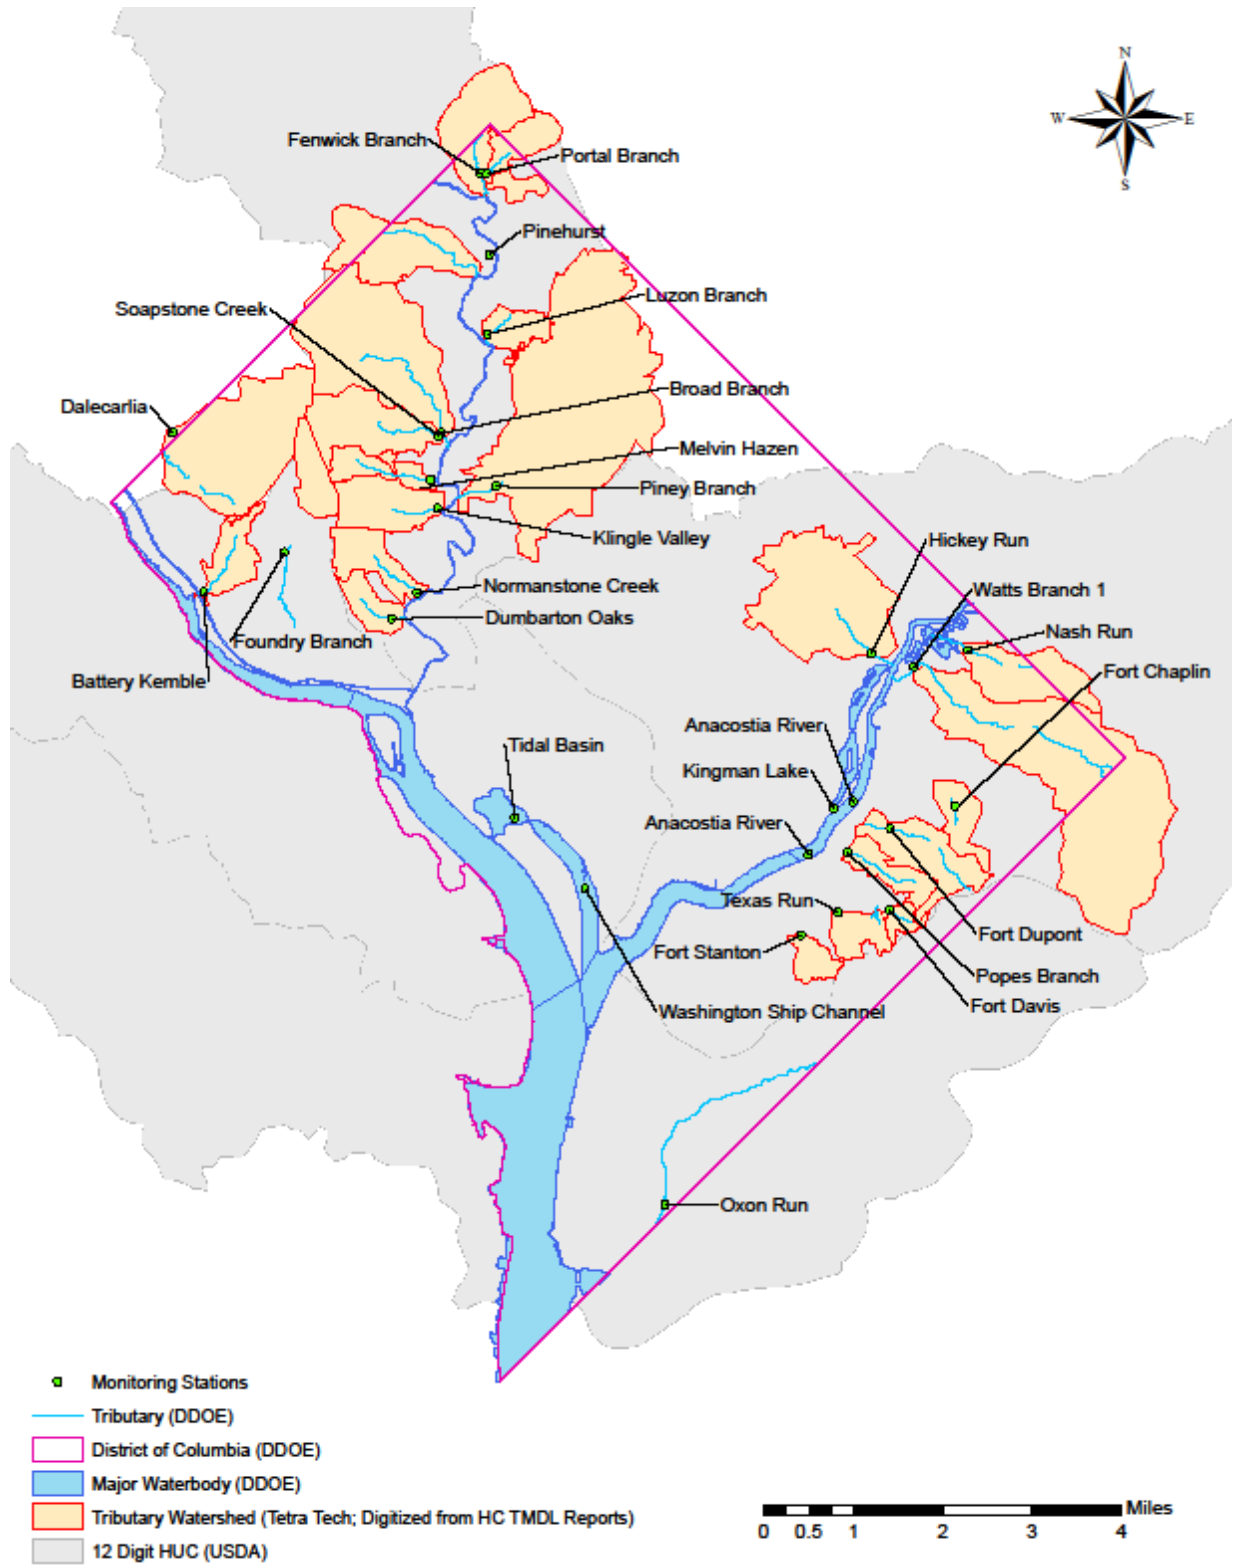 N
W
E
S
Fenwick Branch
Portal Branch
Pinehurst
Luzon Branch
Soapstone Creek
Broad Branch
Dalecarlia
Melvin Hazen
Piney Branch
Klingle Valley
Hickey Run
Normanstone Creek
Watts Branch 1
Dumbarton Oaks
Nash Run
Foundry Branch
Fort Chaplin
Battery Kemble
Anacostia River
Tidal Basin
Kingman Lake
Anacostia River
Texas Run
Fort Dupont
Fort Stanton
Popes Branch
Fort Davis
Washington Ship Channel
Oxon Run
Monitoring Stations
Tributary (DDOE)
District of Columbia (DDOE)
Major Waterbody (DDOE)
Tributary Watershed (Tetra Tech; Digitized from HC TMDL Reports)
12 Digit HUC (USDA)
Miles
0 0.5 1 2 3 4